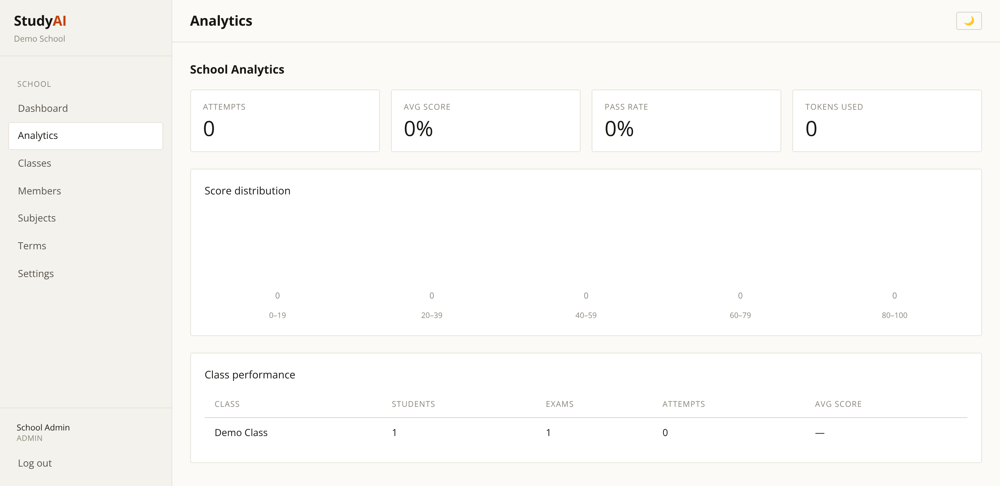 StudyAI
Demo School
SCHOOL
Dashboard
Analytics
Classes
Members
Subjects
Terms
Settings
School Admin
ADMIN
Log out
Analytics
School Analytics
ATTEMPTS
0
AVG SCORE
0%
PASS RATE
0%
TOKENS USED
0
Score distribution
0 0 0 0 0
0–19 20–39 40–59 60–79 80–100
Class performance
CLASS STUDENTS EXAMS ATTEMPTS AVG SCORE
Demo Class 1 1 0 —